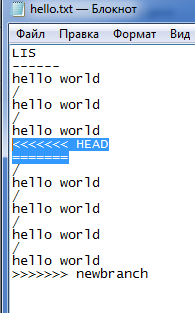 hello.txt — Блокнот
Файл Правка Формат Вид
LIS
------
hello world
/
hello world
/
hello world
<<<<<<< HEAD
=======
/
hello world
/
hello world
/
hello world
/
hello world
>>>>>>> newbranch